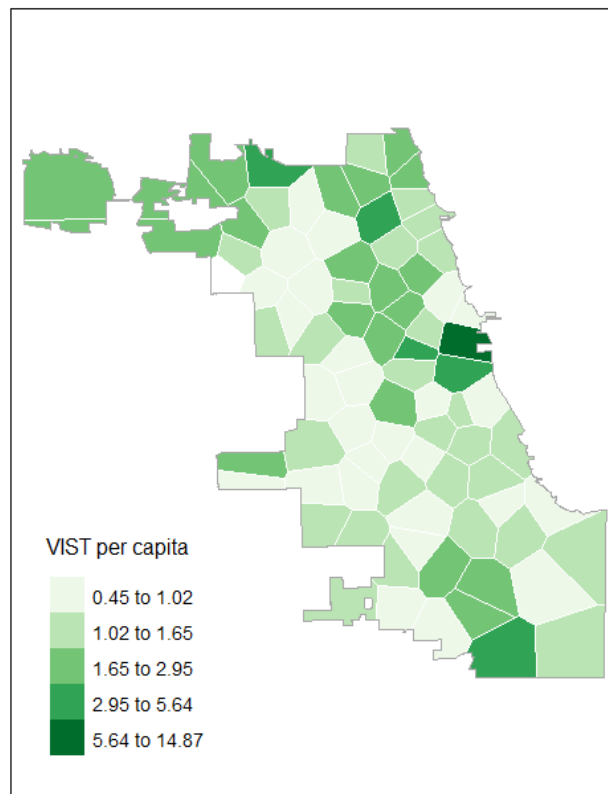 VIST per capita
0.45 to 1.02
1.02 to 1.65
1.65 to 2.95
2.95 to 5.64
5.64 to 14.87